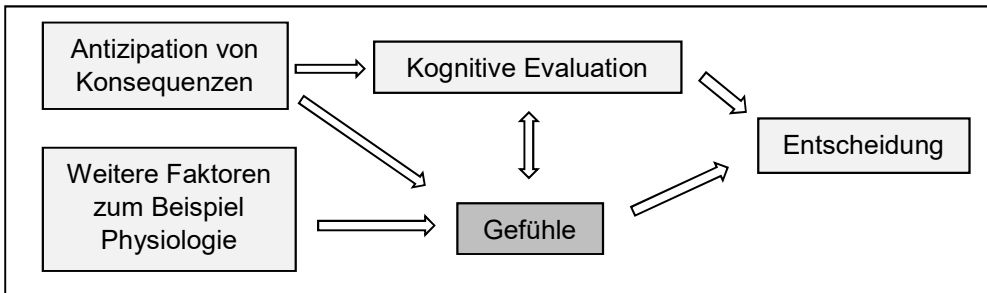 Antizipation von
Konsequenzen
Kognitive Evaluation
Entscheidung
Weitere Faktoren
zum Beispiel
Physiologie
Gefühle